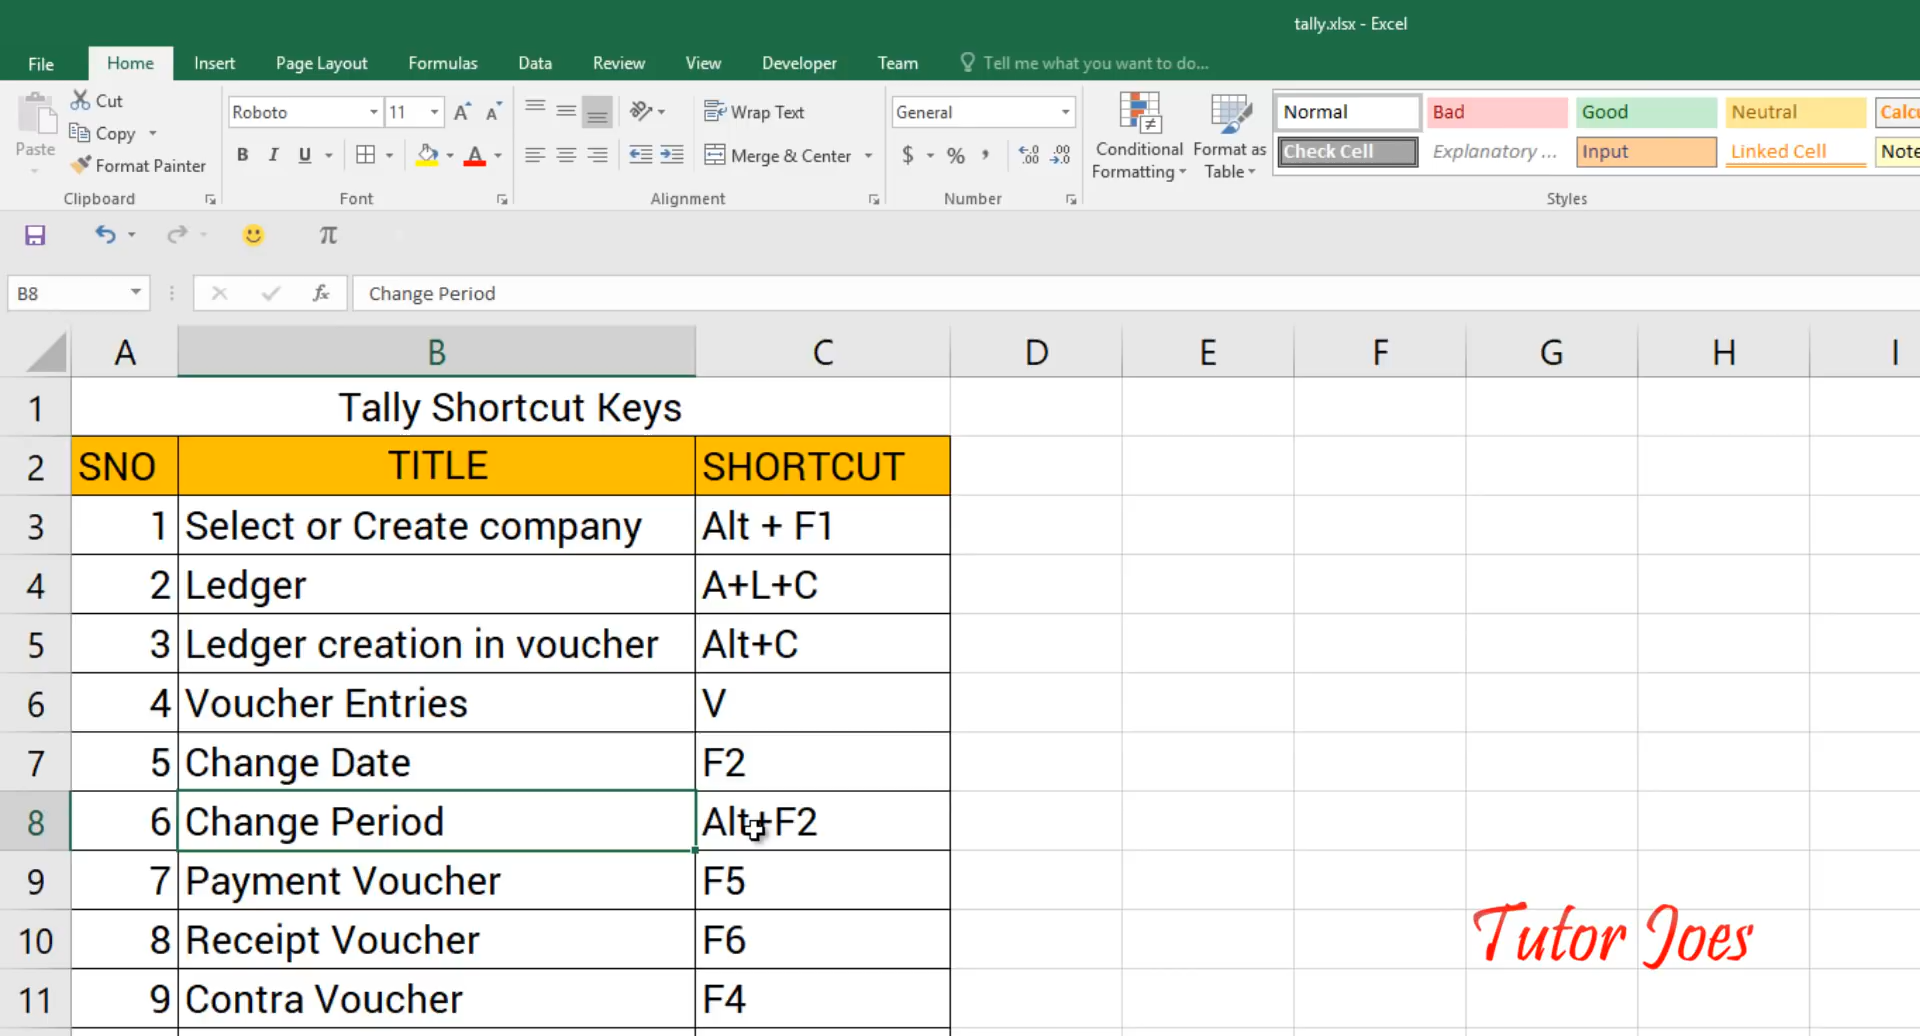 tallly.xlsx - Excel
File Home Insert Page Layout Formulas Data Review View Developer Team Tell me what you want to do...
Paste
Cut
Copy
Format Painter
Clipboard
Roboto 11
B I U A
Font
Wrap Text
Merge & Center
Alignment
General
$ % ,
Number
Conditional Formatting
Format as Table
Normal Bad Good Neutral
Check Cell Explanatory ... Input Linked Cell
Styles
π
B8 fx Change Period
A B C D E F G H I
1 Tally Shortcut Keys
2 SNO TITLE SHORTCUT
3 1 Select or Create company Alt + F1
4 2 Ledger A+L+C
5 3 Ledger creation in voucher Alt+C
6 4 Voucher Entries V
7 5 Change Date F2
8 6 Change Period Alt+F2
9 7 Payment Voucher F5
10 8 Receipt Voucher F6
11 9 Contra Voucher F4
Tutor Joes